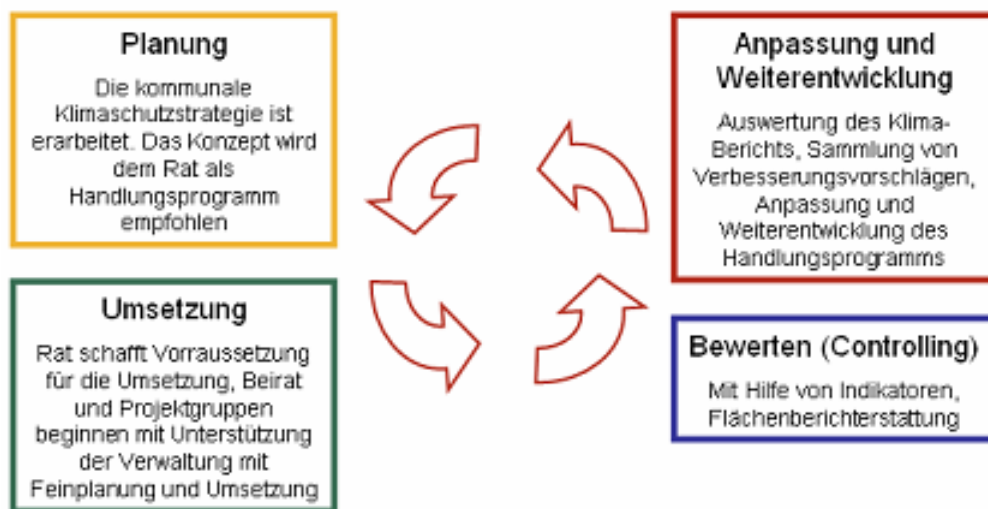 Planung
Die kommunale
Klimaschutzstrategie ist
erarbeitet. Das Konzept wird
dem Rat als
Handlungsprogramm
empfohlen
Umsetzung
Rat schafft Vorraussetzung
für die Umsetzung, Beirat
und Projektgruppen
beginnen mit Unterstützung
der Verwaltung mit
Feinplanung und Umsetzung
Anpassung und
Weiterentwicklung
Auswertung des Klima-
Berichts, Sammlung von
Verbesserungsvorschlägen,
Anpassung und
Weiterentwicklung des
Handlungsprogramms
Bewerten (Controlling)
Mit Hilfe von Indikatoren,
Flächenberichterstattung